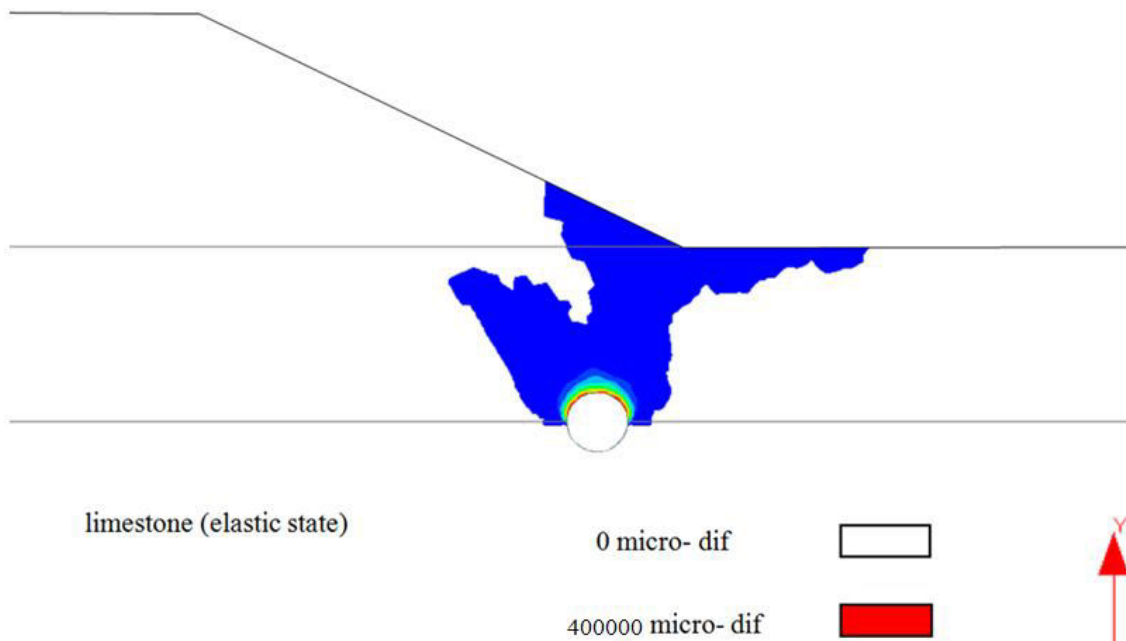 limestone (elastic state)
0 micro- dif
400000 micro- dif
Y